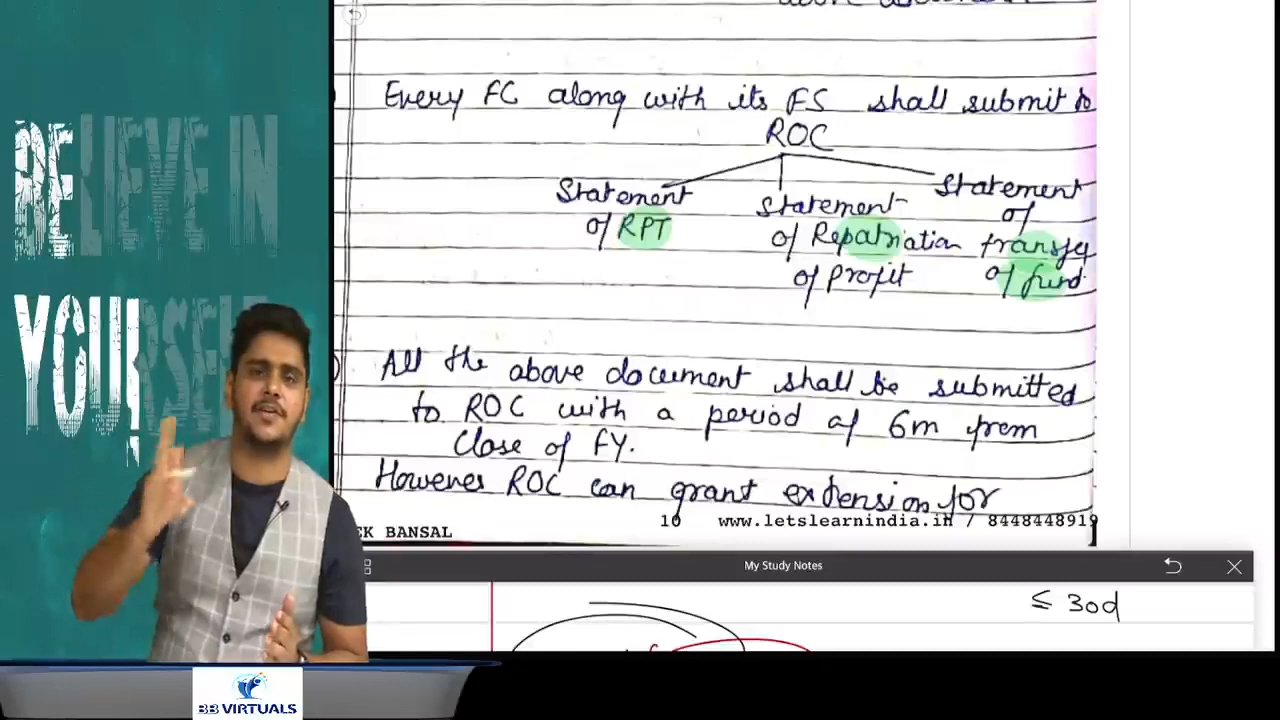 BELIEVE IN
YOURSELF
Every FC along with its FS shall submit to
ROC
Statement
of RPT
Statement
of Repatriation
of Profit
Statement
of
transfer
of fund.
All the above document shall be submitted
to ROC with a period of 6m from
Close of FY.
However ROC can grant extension for
EK BANSAL
10
www.letslearnindia.in / 8448448919
My Study Notes
≤ 30d
BB VIRTUALS